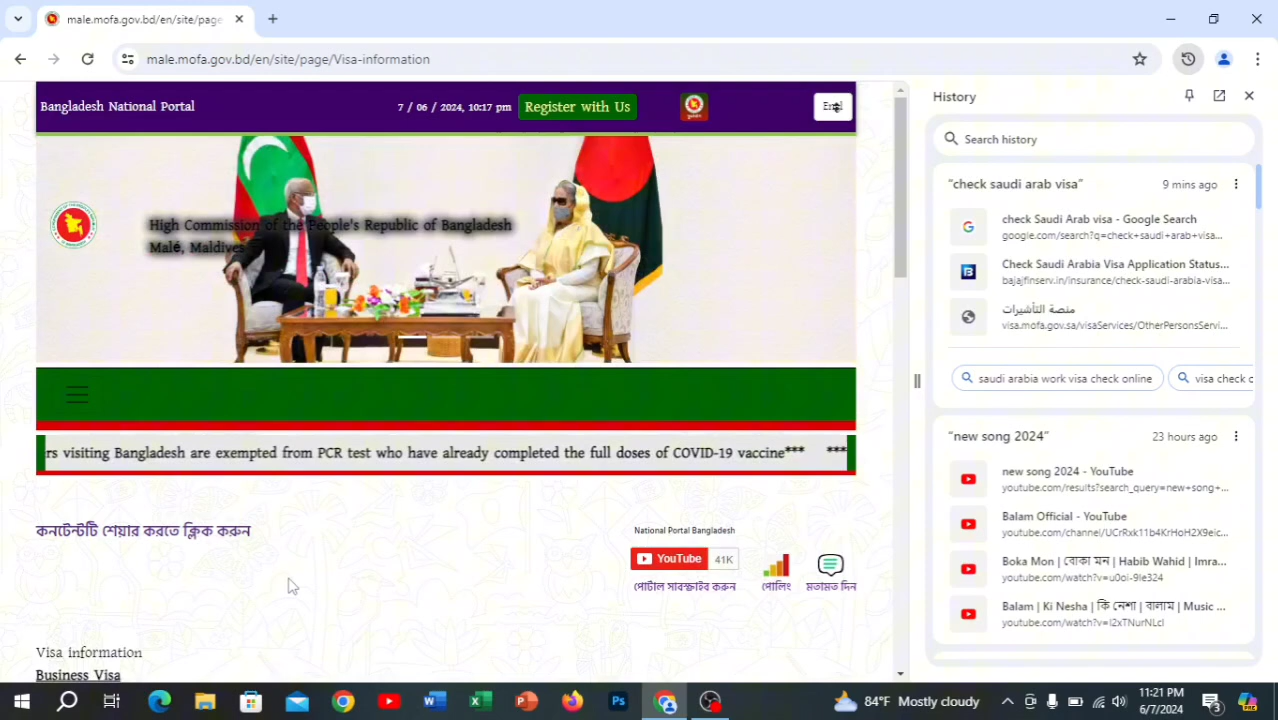 male.mofa.gov.bd/en/site/page
male.mofa.gov.bd/en/site/page/Visa-information
Bangladesh National Portal
7 / 06 / 2024, 10:17 pm
Register with Us
High Commission of the People's Republic of Bangladesh
Malé, Maldives
rs visiting Bangladesh are exempted from PCR test who have already completed the full doses of COVID-19 vaccine*** ***
কনটেন্টটি শেয়ার করতে ক্লিক করুন
National Portal Bangladesh
YouTube 41K
পোর্টাল সাবস্ক্রাইব করুন
পোলিং
মতামত দিন
Visa information
Business Visa
History
Search history
"check saudi arab visa" 9 mins ago
check Saudi Arab visa - Google Search
google.com/search?q=check+saudi+arab+visa...
Check Saudi Arabia Visa Application Status...
bajajfinserv.in/insurance/check-saudi-arabia-visa...
منصة التأشيرات
visa.mofa.gov.sa/visaServices/OtherPersonsServi...
saudi arabia work visa check online
visa check c
"new song 2024" 23 hours ago
new song 2024 - YouTube
youtube.com/results?search_query=new+song+...
Balam Official - YouTube
youtube.com/channel/UCrRxk11b4KrHoH2X9eic...
Boka Mon | বোকা মন | Habib Wahid | Imra...
youtube.com/watch?v=u0oi-9Ie324
Balam | Ki Nesha | কি নেশা | বালাম | Music ...
youtube.com/watch?v=I2xTNurNLcI
84°F Mostly cloudy
11:21 PM
6/7/2024
3